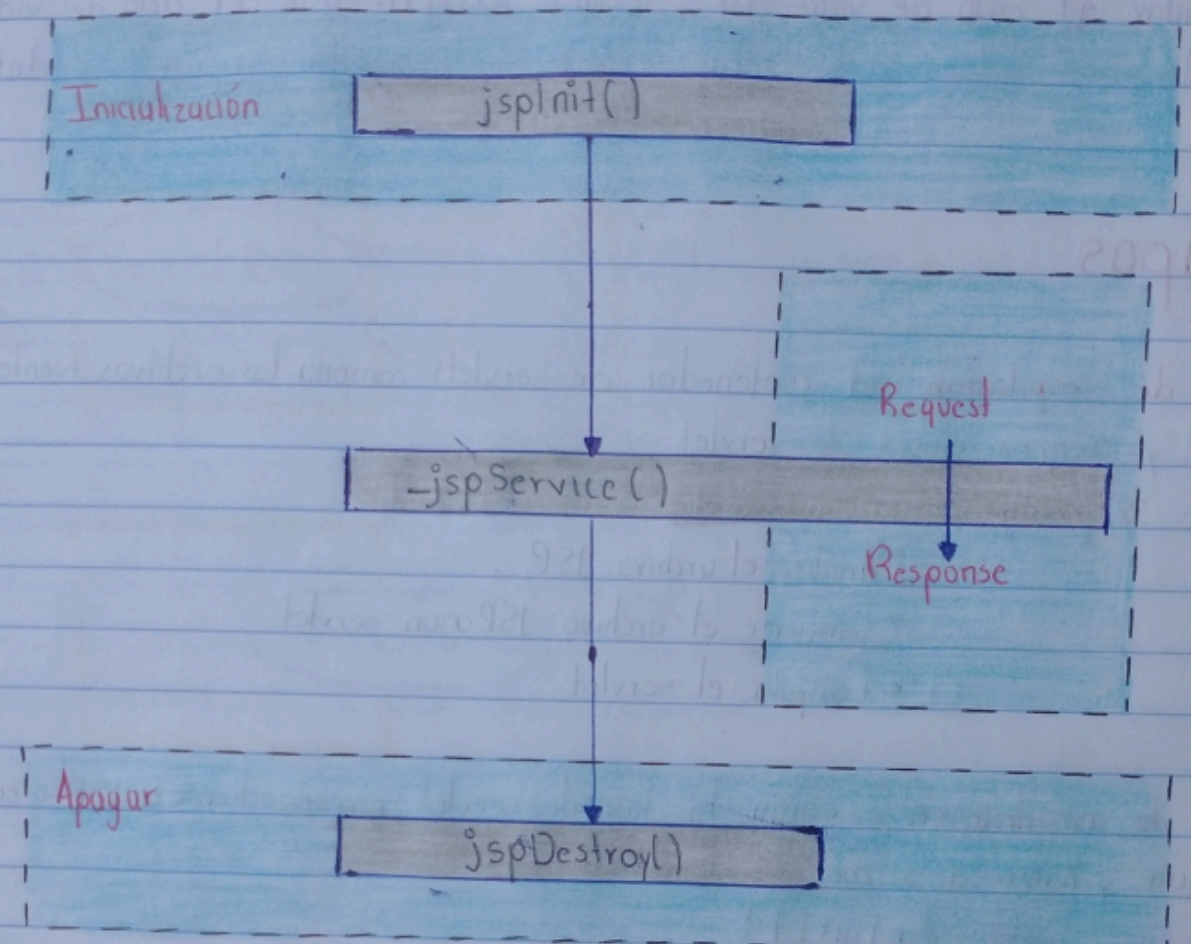 Inicialización
jspInit()
Request
_jspService()
Response
Apagar
jspDestroy()